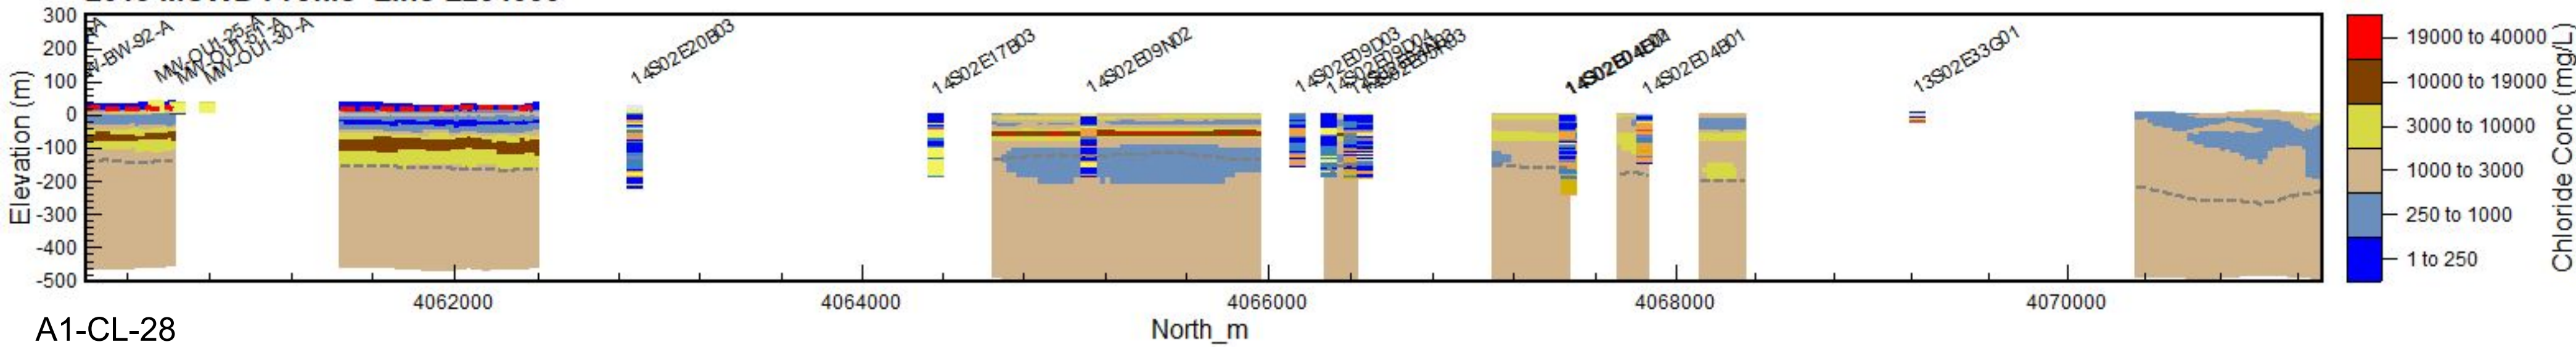 300
200
100
0
-100
-200
-300
-400
-500
Elevation (m)
W-BW-92-A
MW-OU1-25-A
MW-OU1-51-A
MW-OU1-30-A
14S02E20B03
14S02E17B03
14S02E09N02
14S02E09D03
14S02E09D04
14S02E04B01
13S02E33G01
4062000
4064000
4066000
4068000
4070000
North_m
A1-CL-28
19000 to 40000
10000 to 19000
3000 to 10000
1000 to 3000
250 to 1000
1 to 250
Chloride Conc (mg/L)